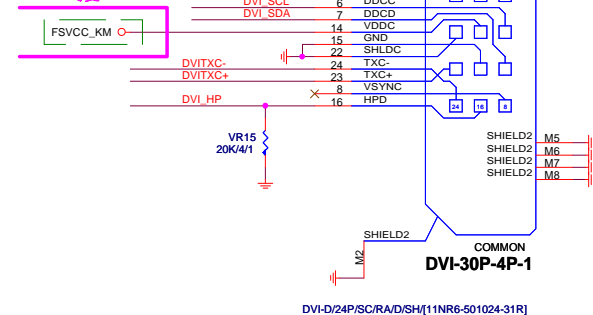 DVI_SCL 6 DDCC
DVI_SDA 7 DDCD
FSVCC_KM 14 VDDC
15 GND
22 SHLDC
DVITXC- 24 TXC-
DVITXC+ 23 TXC+
8 VSYNC
DVI_HP 16 HPD
24 16 8
VR15
20K/4/1
SHIELD2 M5
SHIELD2 M6
SHIELD2 M7
SHIELD2 M8
SHIELD2
M2
COMMON
DVI-30P-4P-1
DVI-D/24P/SC/RA/D/SH/[11NR6-501024-31R]